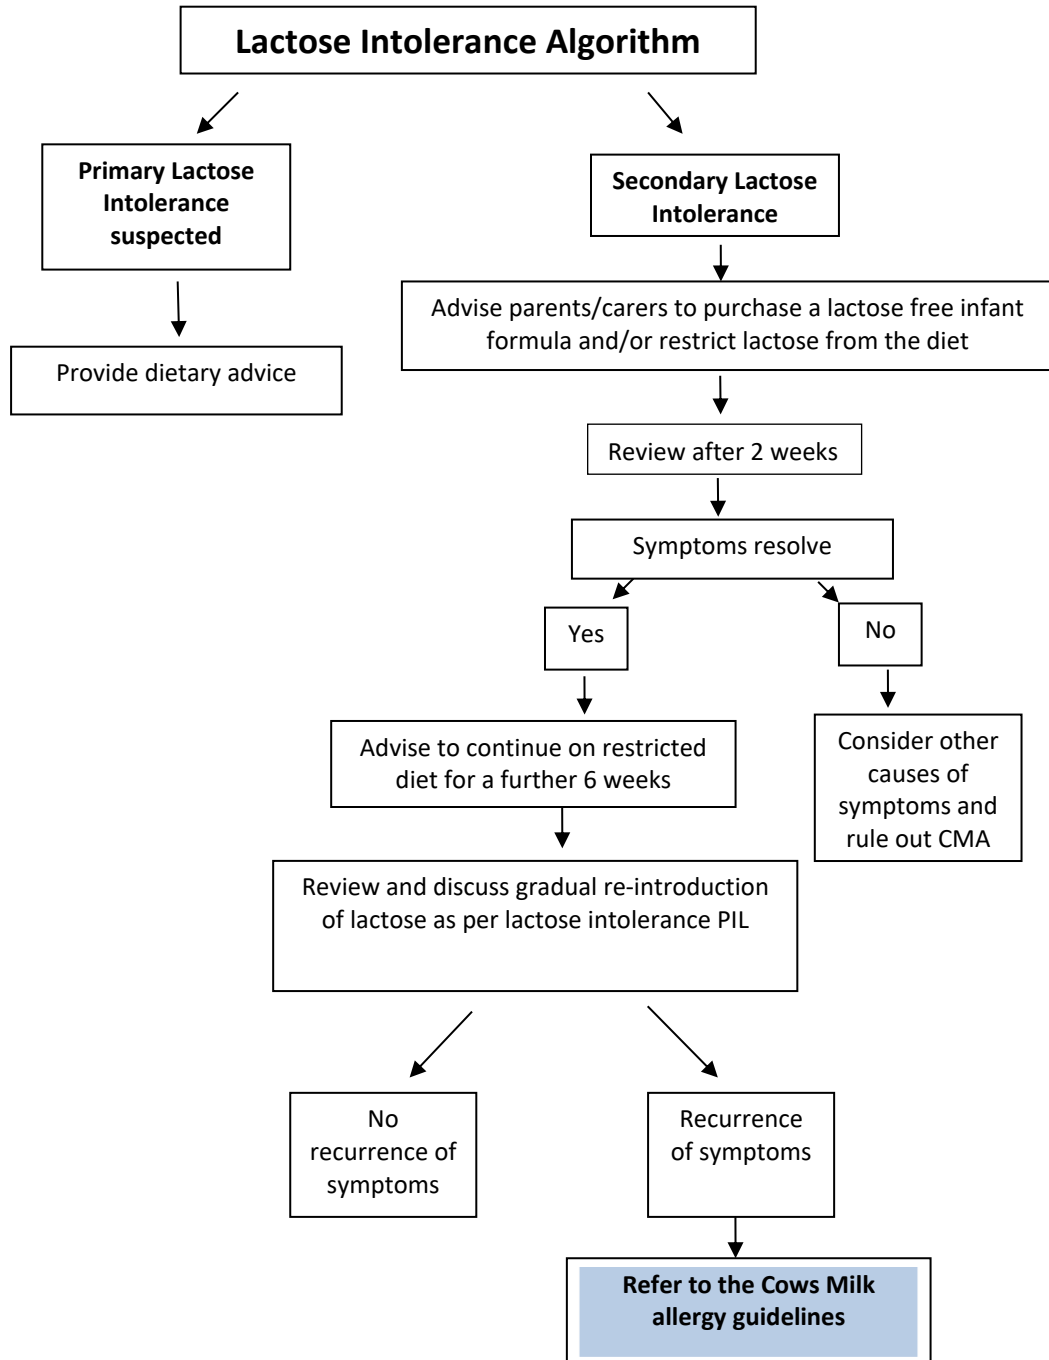 Lactose Intolerance Algorithm
Primary Lactose
Intolerance
suspected
Secondary Lactose
Intolerance
Provide dietary advice
Advise parents/carers to purchase a lactose free infant
formula and/or restrict lactose from the diet
Review after 2 weeks
Symptoms resolve
Yes
No
Advise to continue on restricted
diet for a further 6 weeks
Consider other
causes of
symptoms and
rule out CMA
Review and discuss gradual re-introduction
of lactose as per lactose intolerance PIL
No
recurrence of
symptoms
Recurrence
of symptoms
Refer to the Cows Milk
allergy guidelines